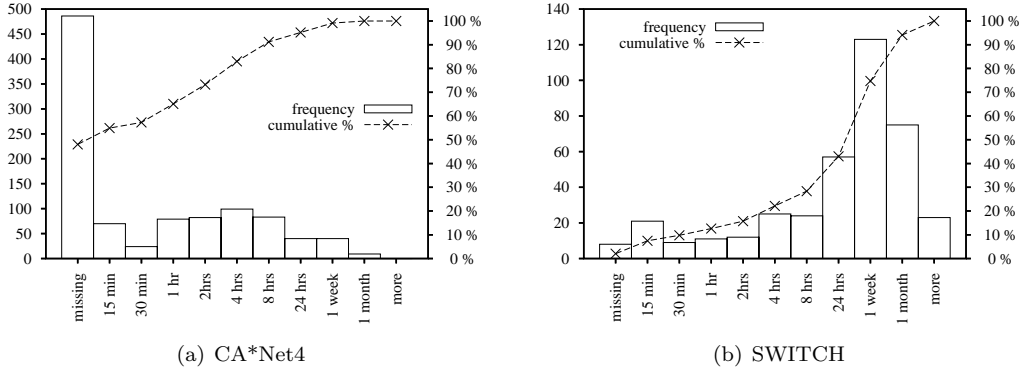 500
450
400
350
300
250
200
150
100
50
0
100 %
90 %
80 %
70 %
60 %
50 %
40 %
30 %
20 %
10 %
0 %
frequency
cumulative %
missing
15 min
30 min
1 hr
2hrs
4 hrs
8 hrs
24 hrs
1 week
1 month
more
(a) CA*Net4
140
120
100
80
60
40
20
0
100 %
90 %
80 %
70 %
60 %
50 %
40 %
30 %
20 %
10 %
0 %
frequency
cumulative %
missing
15 min
30 min
1 hr
2hrs
4 hrs
8 hrs
24 hrs
1 week
1 month
more
(b) SWITCH